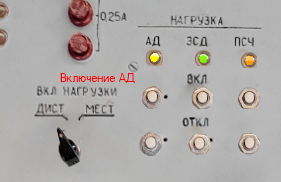 НАГРУЗКА
0,25А
АД ЗСД ПСЧ
Включение АД
ВКЛ
ВКЛ НАГРУЗКИ
ДИСТ МЕСТ
ОТКЛ